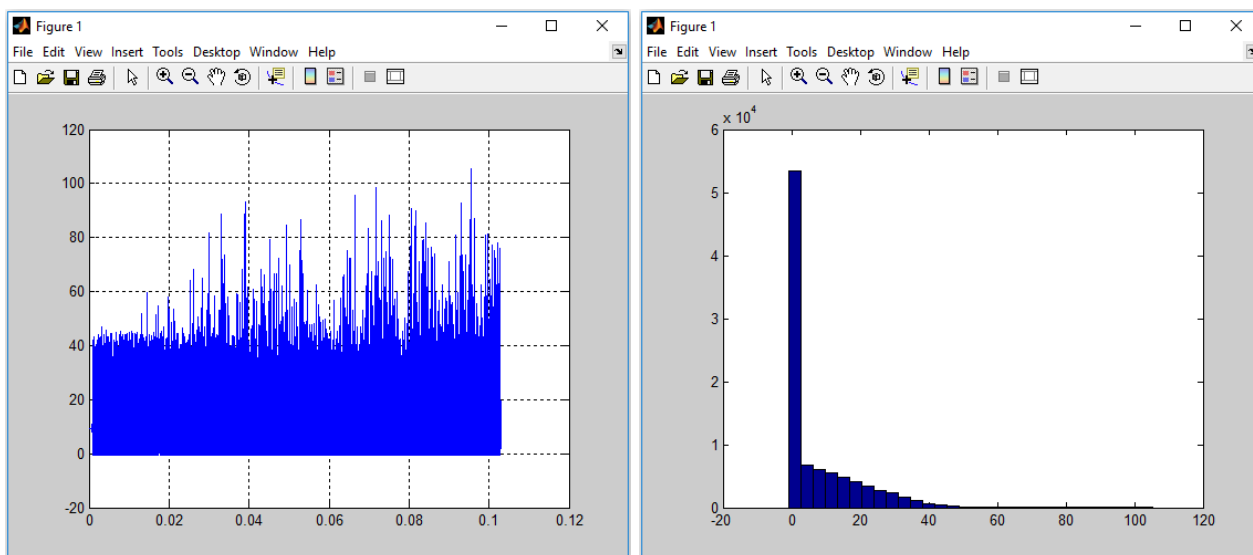 Figure 1
File Edit View Insert Tools Desktop Window Help
120
100
80
60
40
20
0
-20
0 0.02 0.04 0.06 0.08 0.1 0.12
Figure 1
File Edit View Insert Tools Desktop Window Help
x 10^4
6
5
4
3
2
1
0
-20 0 20 40 60 80 100 120